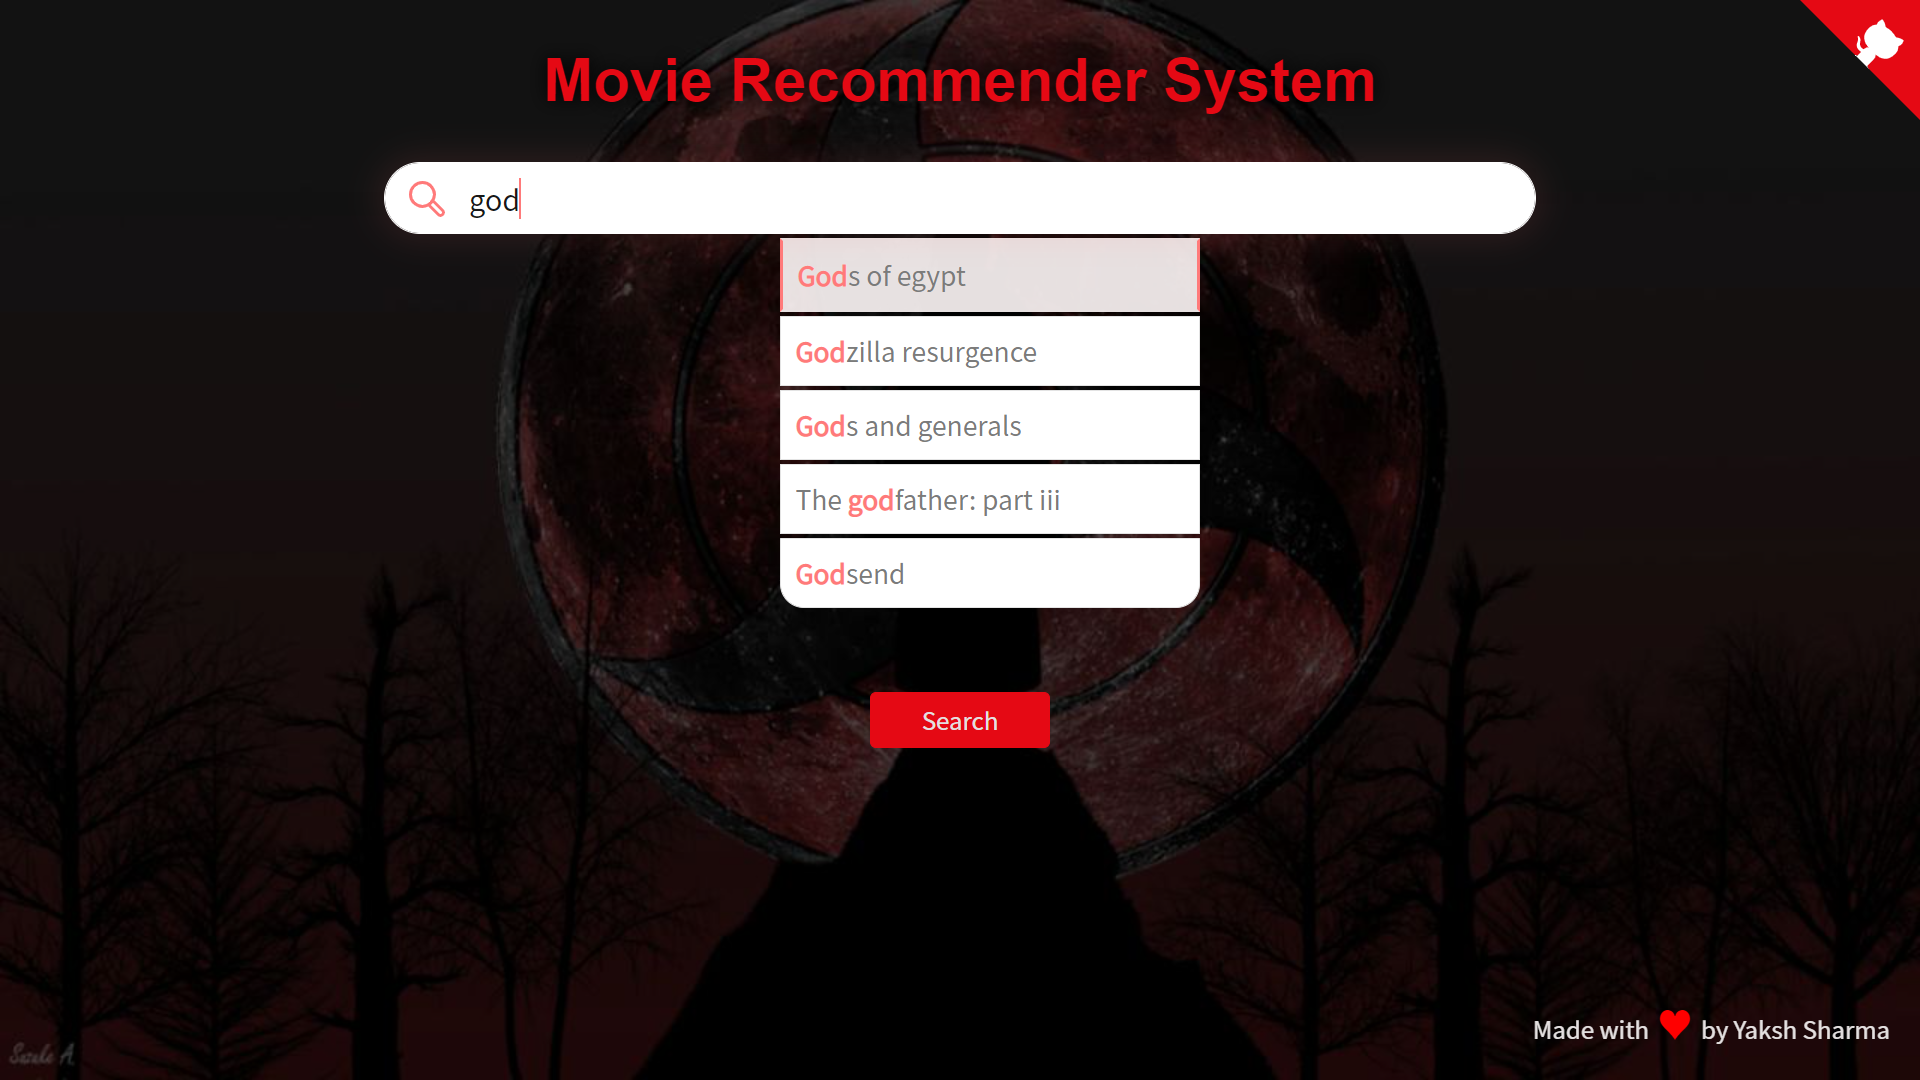 Movie Recommender System
god
Gods of egypt
Godzilla resurgence
Gods and generals
The godfather: part iii
Godsend
Search
Made with ♥ by Yaksh Sharma